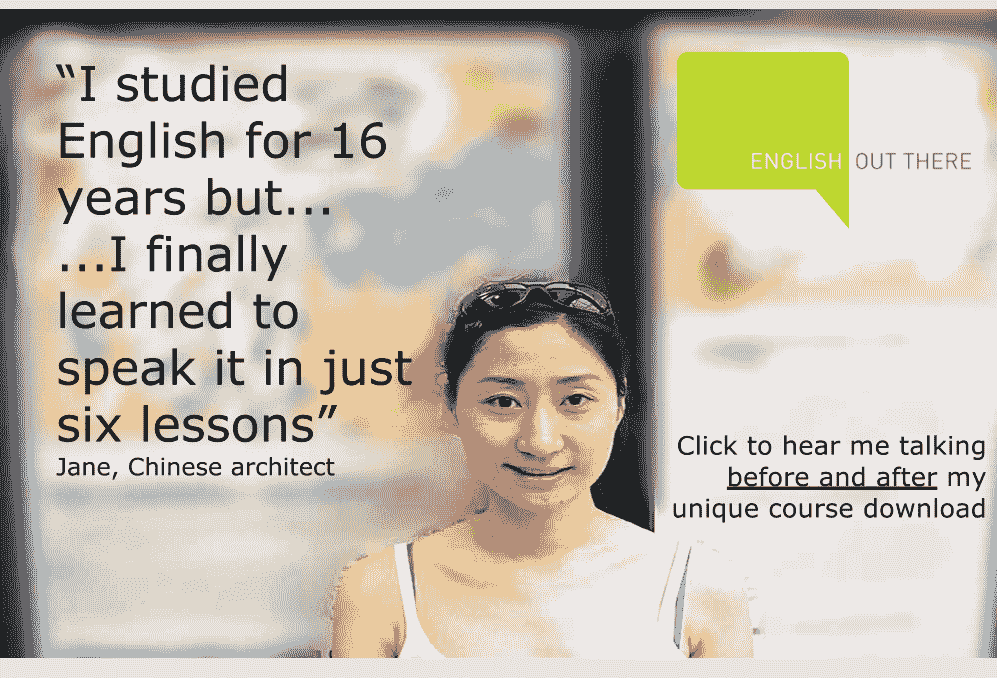 “I studied
English for 16
years but...
...I finally
learned to
speak it in just
six lessons”
Jane, Chinese architect
ENGLISH OUT THERE
Click to hear me talking
before and after my
unique course download